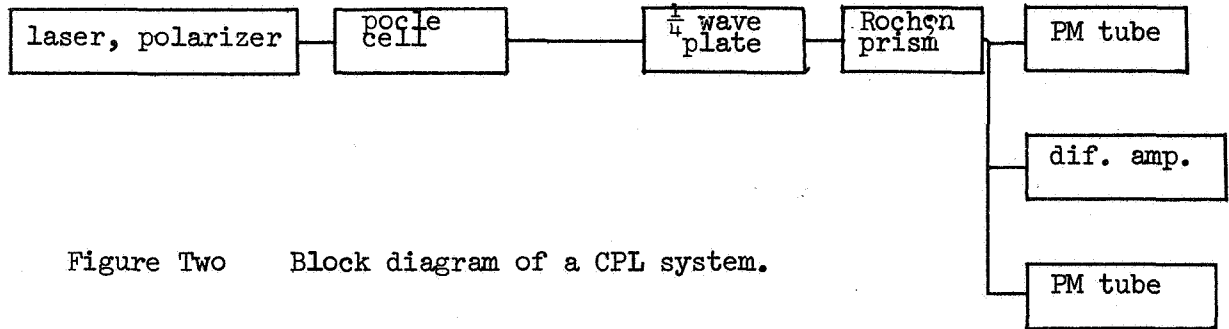 laser, polarizer
pocle
cell
¼ wave
plate
Rochon
prism
PM tube
dif. amp.
PM tube
Figure Two Block diagram of a CPL system.